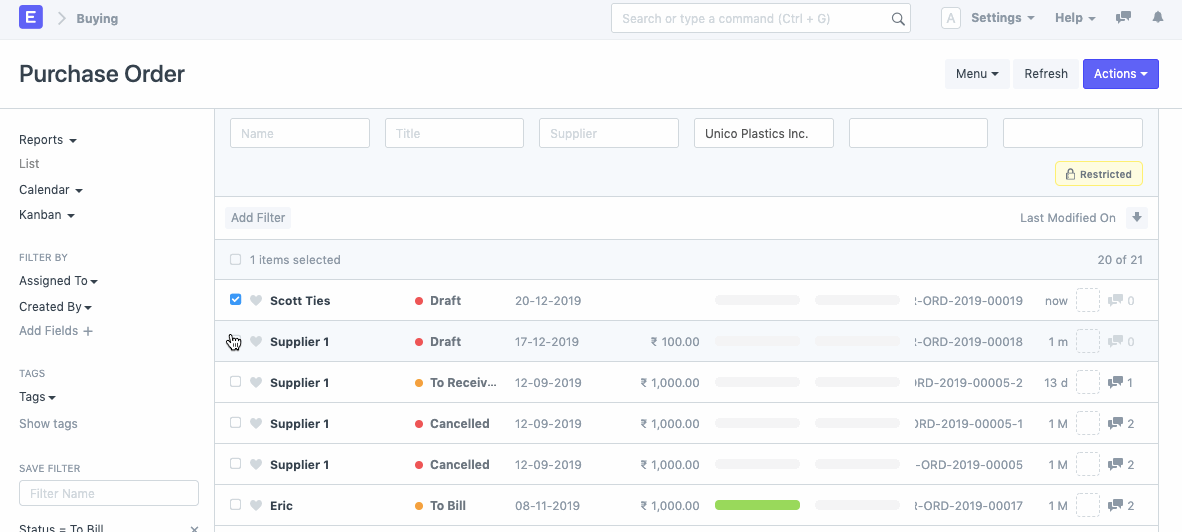 E Buying Search or type a command (Ctrl + G) A Settings Help
Purchase Order Menu Refresh Actions
Name Title Supplier Unico Plastics Inc.
Restricted
Reports
List
Calendar
Kanban
FILTER BY
Assigned To
Created By
Add Fields +
TAGS
Tags
Show tags
SAVE FILTER
Filter Name
Status = To Bill ×
Add Filter Last Modified On
1 items selected 20 of 21
Scott Ties Draft 20-12-2019 -ORD-2019-00019 now 0
Supplier 1 Draft 17-12-2019 ₹ 100.00 -ORD-2019-00018 1 m 0
Supplier 1 To Receiv... 12-09-2019 ₹ 1,000.00 RD-2019-00005-2 13 d 1
Supplier 1 Cancelled 12-09-2019 ₹ 1,000.00 RD-2019-00005-1 1 M 2
Supplier 1 Cancelled 12-09-2019 ₹ 1,000.00 -ORD-2019-00005 1 M 2
Eric To Bill 08-11-2019 ₹ 1,000.00 -ORD-2019-00017 1 M 2